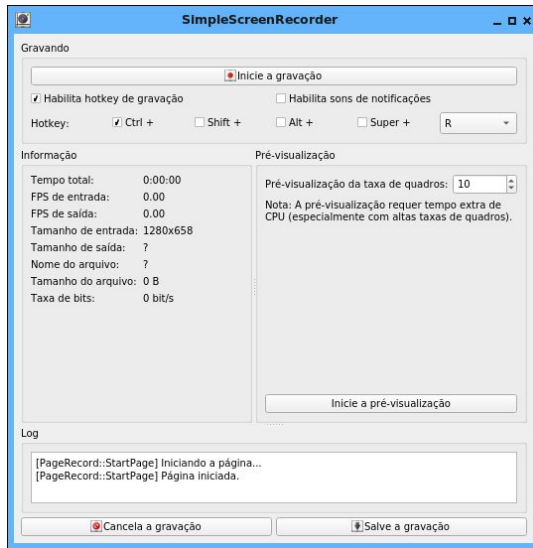 SimpleScreenRecorder
Gravando
Inicie a gravação
Habilita hotkey de gravação
Habilita sons de notificações
Hotkey:
Ctrl +
Shift +
Alt +
Super +
R
Informação
Tempo total: 0:00:00
FPS de entrada: 0.00
FPS de saída: 0.00
Tamanho de entrada: 1280x658
Tamanho de saída: ?
Nome do arquivo: ?
Tamanho do arquivo: 0 B
Taxa de bits: 0 bit/s
Pré-visualização
Pré-visualização da taxa de quadros: 10
Nota: A pré-visualização requer tempo extra de
CPU (especialmente com altas taxas de quadros).
Inicie a pré-visualização
Log
[PageRecord::StartPage] Iniciando a página...
[PageRecord::StartPage] Página iniciada.
Cancela a gravação
Salve a gravação